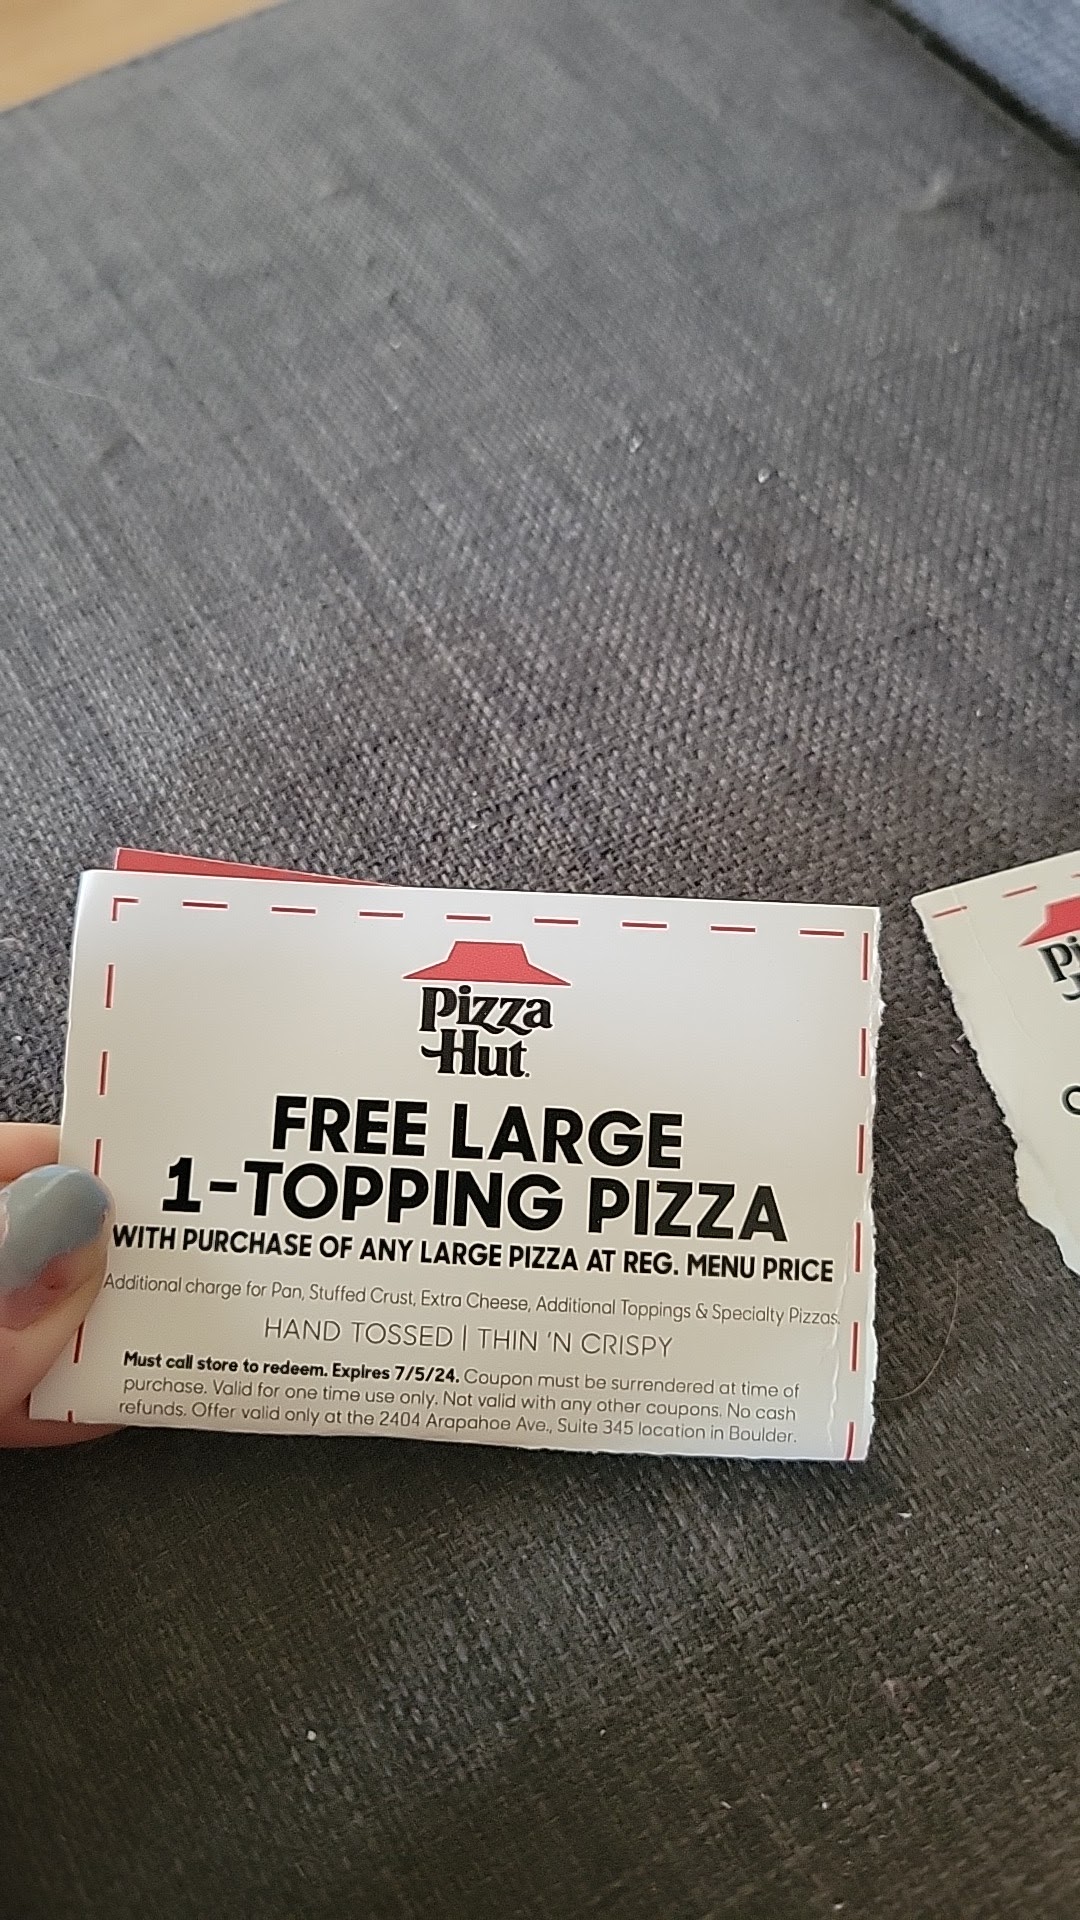 Pizza
Hut.
FREE LARGE
1-TOPPING PIZZA
WITH PURCHASE OF ANY LARGE PIZZA AT REG. MENU PRICE
Additional charge for Pan, Stuffed Crust, Extra Cheese, Additional Toppings & Specialty Pizzas.
HAND TOSSED | THIN 'N CRISPY
Must call store to redeem. Expires 7/5/24. Coupon must be surrendered at time of
purchase. Valid for one time use only. Not valid with any other coupons. No cash
refunds. Offer valid only at the 2404 Arapahoe Ave., Suite 345 location in Boulder.
Pi